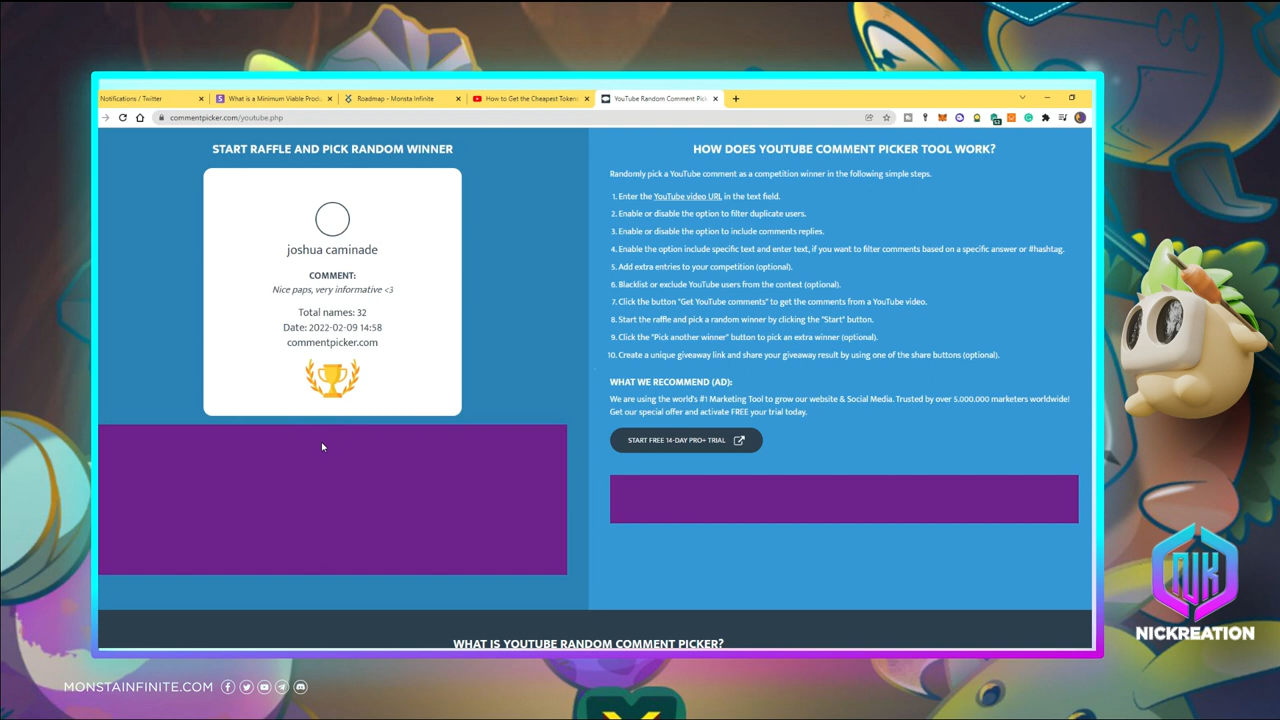 Notifications / Twitter
What is a Minimum Viable Produ
Roadmap - Monsta Infinite
How to Get the Cheapest Tokens
YouTube Random Comment Pic
commentpicker.com/youtube.php
START RAFFLE AND PICK RANDOM WINNER
joshua caminade
COMMENT:
Nice paps, very informative <3
Total names: 32
Date: 2022-02-09 14:58
commentpicker.com
HOW DOES YOUTUBE COMMENT PICKER TOOL WORK?
Randomly pick a YouTube comment as a competition winner in the following simple steps.
1. Enter the YouTube video URL in the text field.
2. Enable or disable the option to filter duplicate users.
3. Enable or disable the option to include comments replies.
4. Enable the option include specific text and enter text, if you want to filter comments based on a specific answer or #hashtag.
5. Add extra entries to your competition (optional).
6. Blacklist or exclude YouTube users from the contest (optional).
7. Click the button "Get YouTube comments" to get the comments from a YouTube video.
8. Start the raffle and pick a random winner by clicking the "Start" button.
9. Click the "Pick another winner" button to pick an extra winner (optional).
10. Create a unique giveaway link and share your giveaway result by using one of the share buttons (optional).
WHAT WE RECOMMEND (AD):
We are using the world's #1 Marketing Tool to grow our website & Social Media. Trusted by over 5.000.000 marketers worldwide!
Get our special offer and activate FREE your trial today.
START FREE 14-DAY PRO+ TRIAL
WHAT IS YOUTUBE RANDOM COMMENT PICKER?
NICKREATION
MONSTAINFINITE.COM